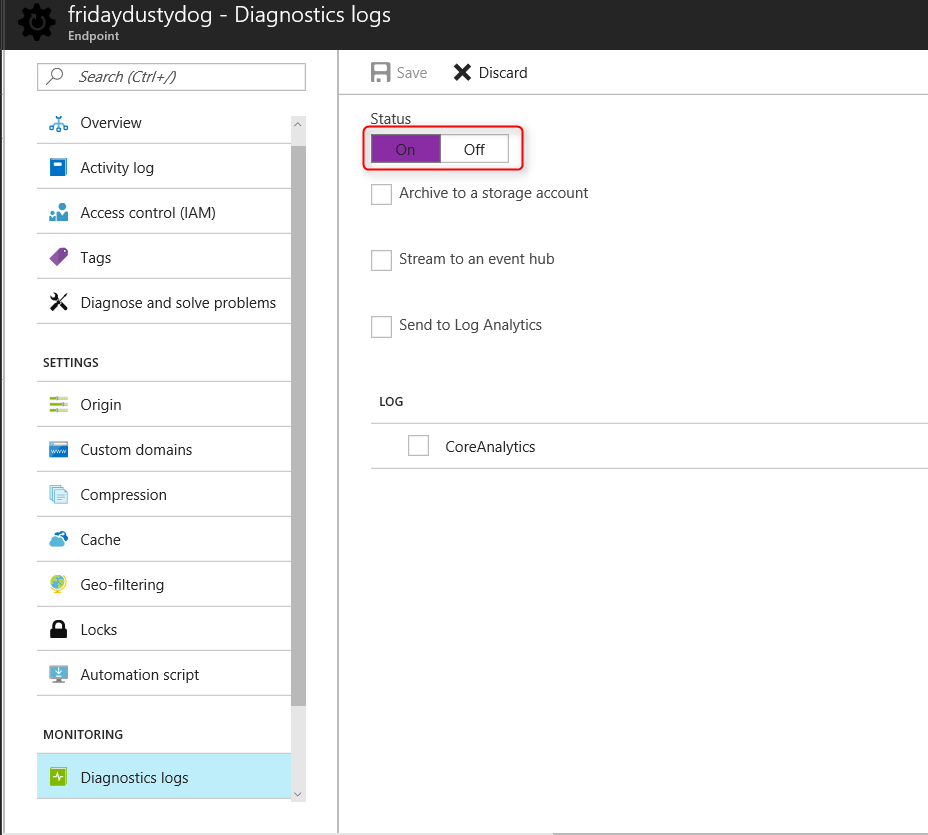 fridaydustydog - Diagnostics logs
Endpoint
Search (Ctrl+/)
Overview
Activity log
Access control (IAM)
Tags
Diagnose and solve problems
SETTINGS
Origin
Custom domains
Compression
Cache
Geo-filtering
Locks
Automation script
MONITORING
Diagnostics logs
Save
Discard
Status
On
Off
Archive to a storage account
Stream to an event hub
Send to Log Analytics
LOG
CoreAnalytics